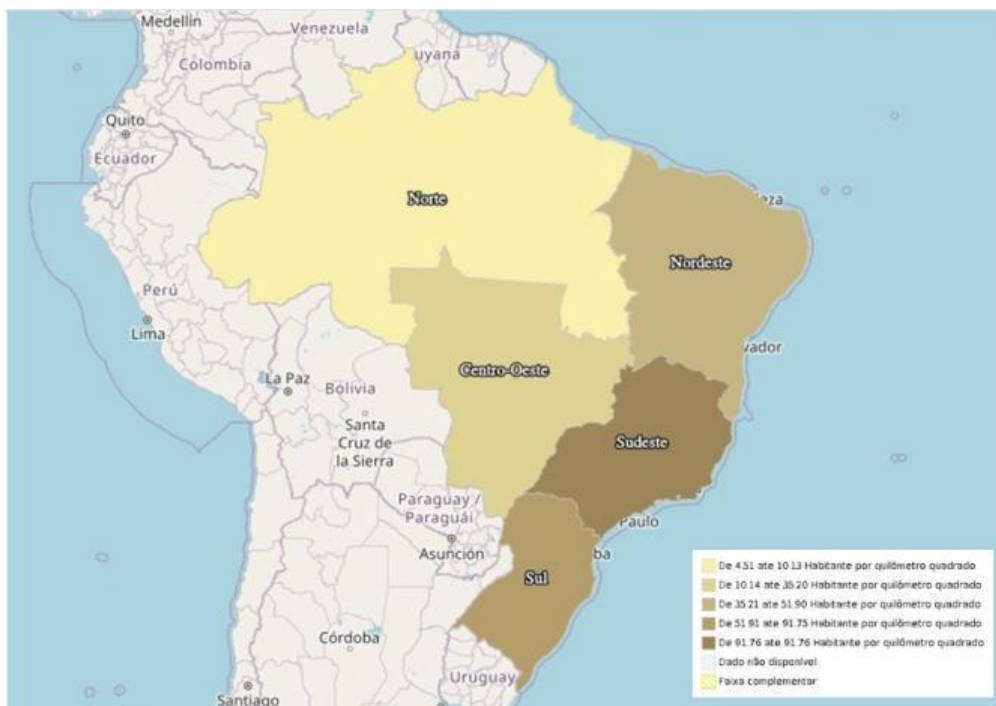 Medellín
Venezuela
uyana
Colombia
Quito
Ecuador
Norte
eza
Nordeste
Perú
Lima
vador
Centro-Oeste
La Paz
Bolivia
Santa
Cruz de
la Sierra
Sudeste
Paraguay /
Paraguái
Paulo
Asunción
ba
Sul
Córdoba
Uruguay
Santiago
De 4.51 ate 10.13 Habitante por quilômetro quadrado
De 10.14 ate 35.20 Habitante por quilômetro quadrado
De 35.21 ate 51.90 Habitante por quilômetro quadrado
De 51.91 ate 91.75 Habitante por quilômetro quadrado
De 91.76 ate 91.76 Habitante por quilômetro quadrado
Dado não disponível
Faixa complementar